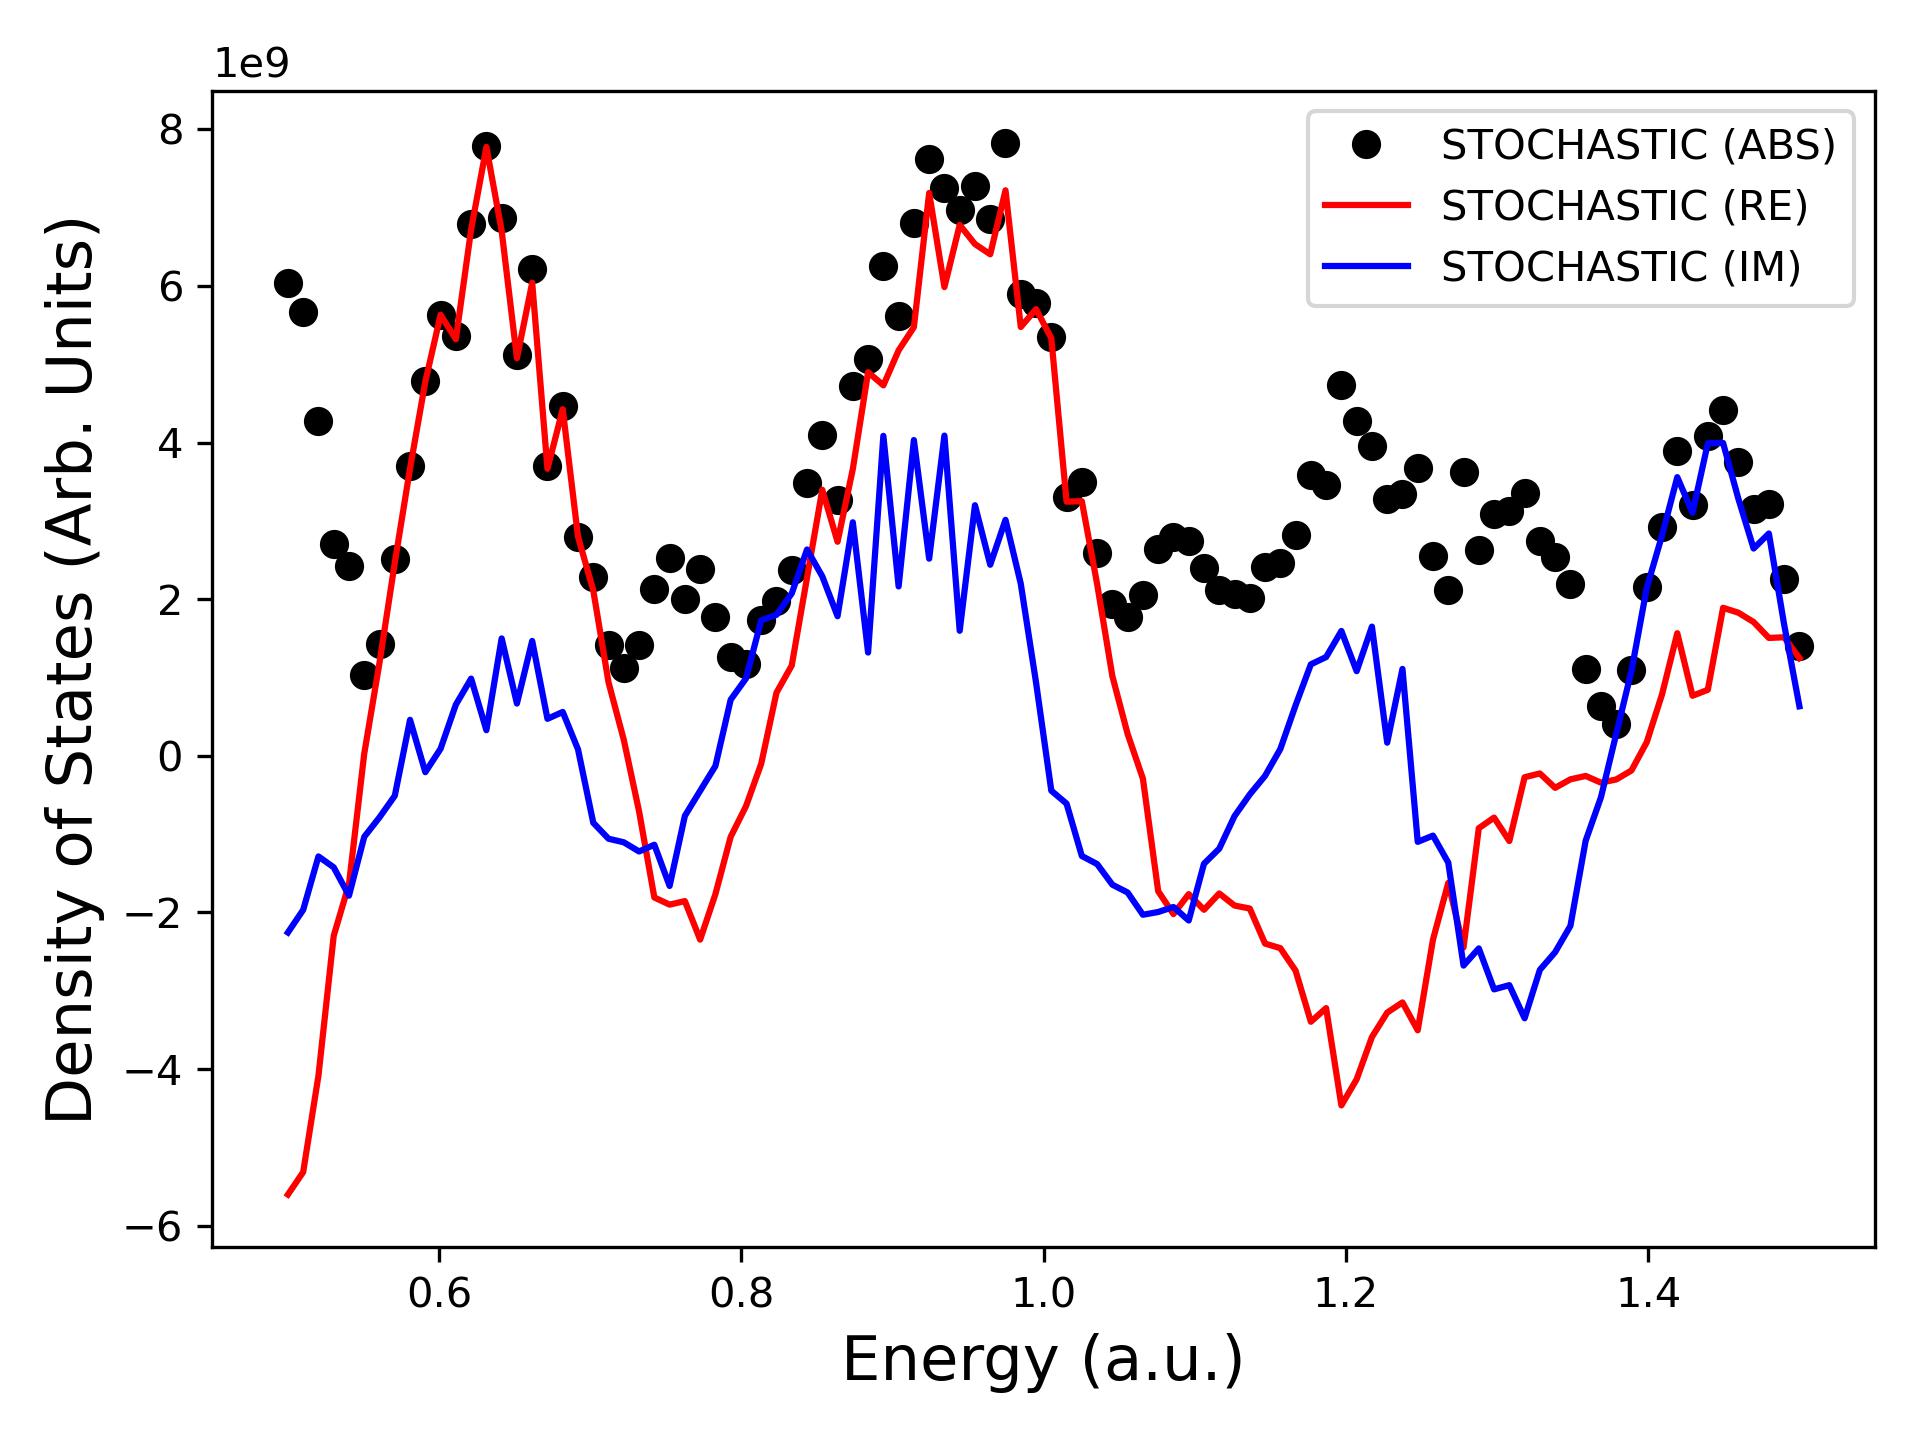 1e9
8
6
4
2
0
−2
−4
−6
Density of States (Arb. Units)
STOCHASTIC (ABS)
STOCHASTIC (RE)
STOCHASTIC (IM)
0.6 0.8 1.0 1.2 1.4
Energy (a.u.)